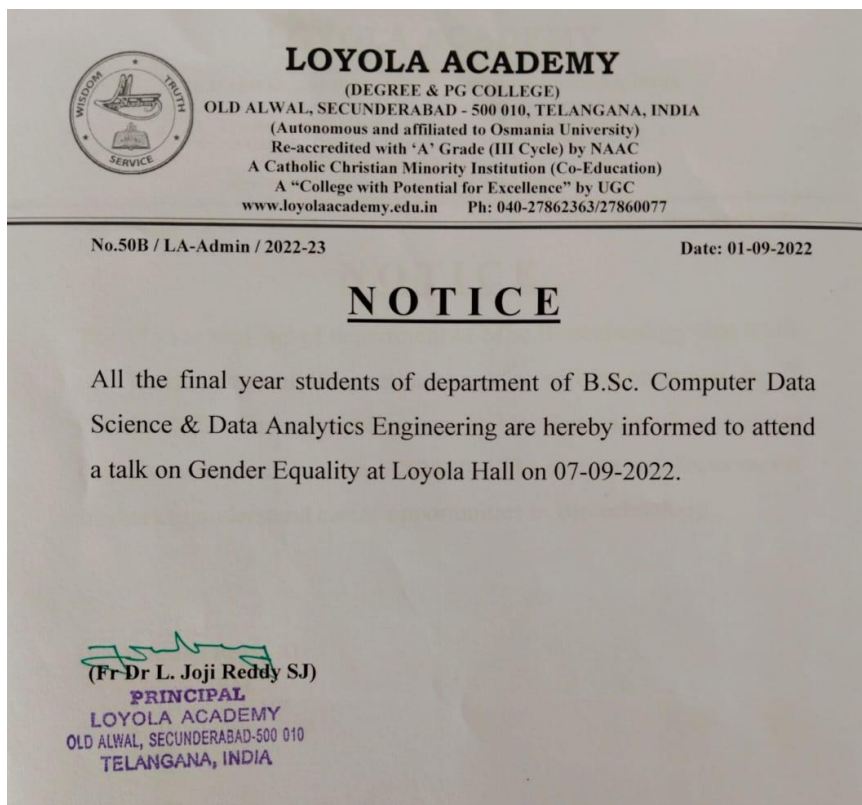 WISDOM TRUTH
SERVICE
LOYOLA ACADEMY
(DEGREE & PG COLLEGE)
OLD ALWAL, SECUNDERABAD - 500 010, TELANGANA, INDIA
(Autonomous and affiliated to Osmania University)
Re-accredited with ‘A’ Grade (III Cycle) by NAAC
A Catholic Christian Minority Institution (Co-Education)
A “College with Potential for Excellence” by UGC
www.loyolaacademy.edu.in Ph: 040-27862363/27860077
No.50B / LA-Admin / 2022-23 Date: 01-09-2022
NOTICE
All the final year students of department of B.Sc. Computer Data
Science & Data Analytics Engineering are hereby informed to attend
a talk on Gender Equality at Loyola Hall on 07-09-2022.
(Fr Dr L. Joji Reddy SJ)
PRINCIPAL
LOYOLA ACADEMY
OLD ALWAL, SECUNDERABAD-500 010
TELANGANA, INDIA